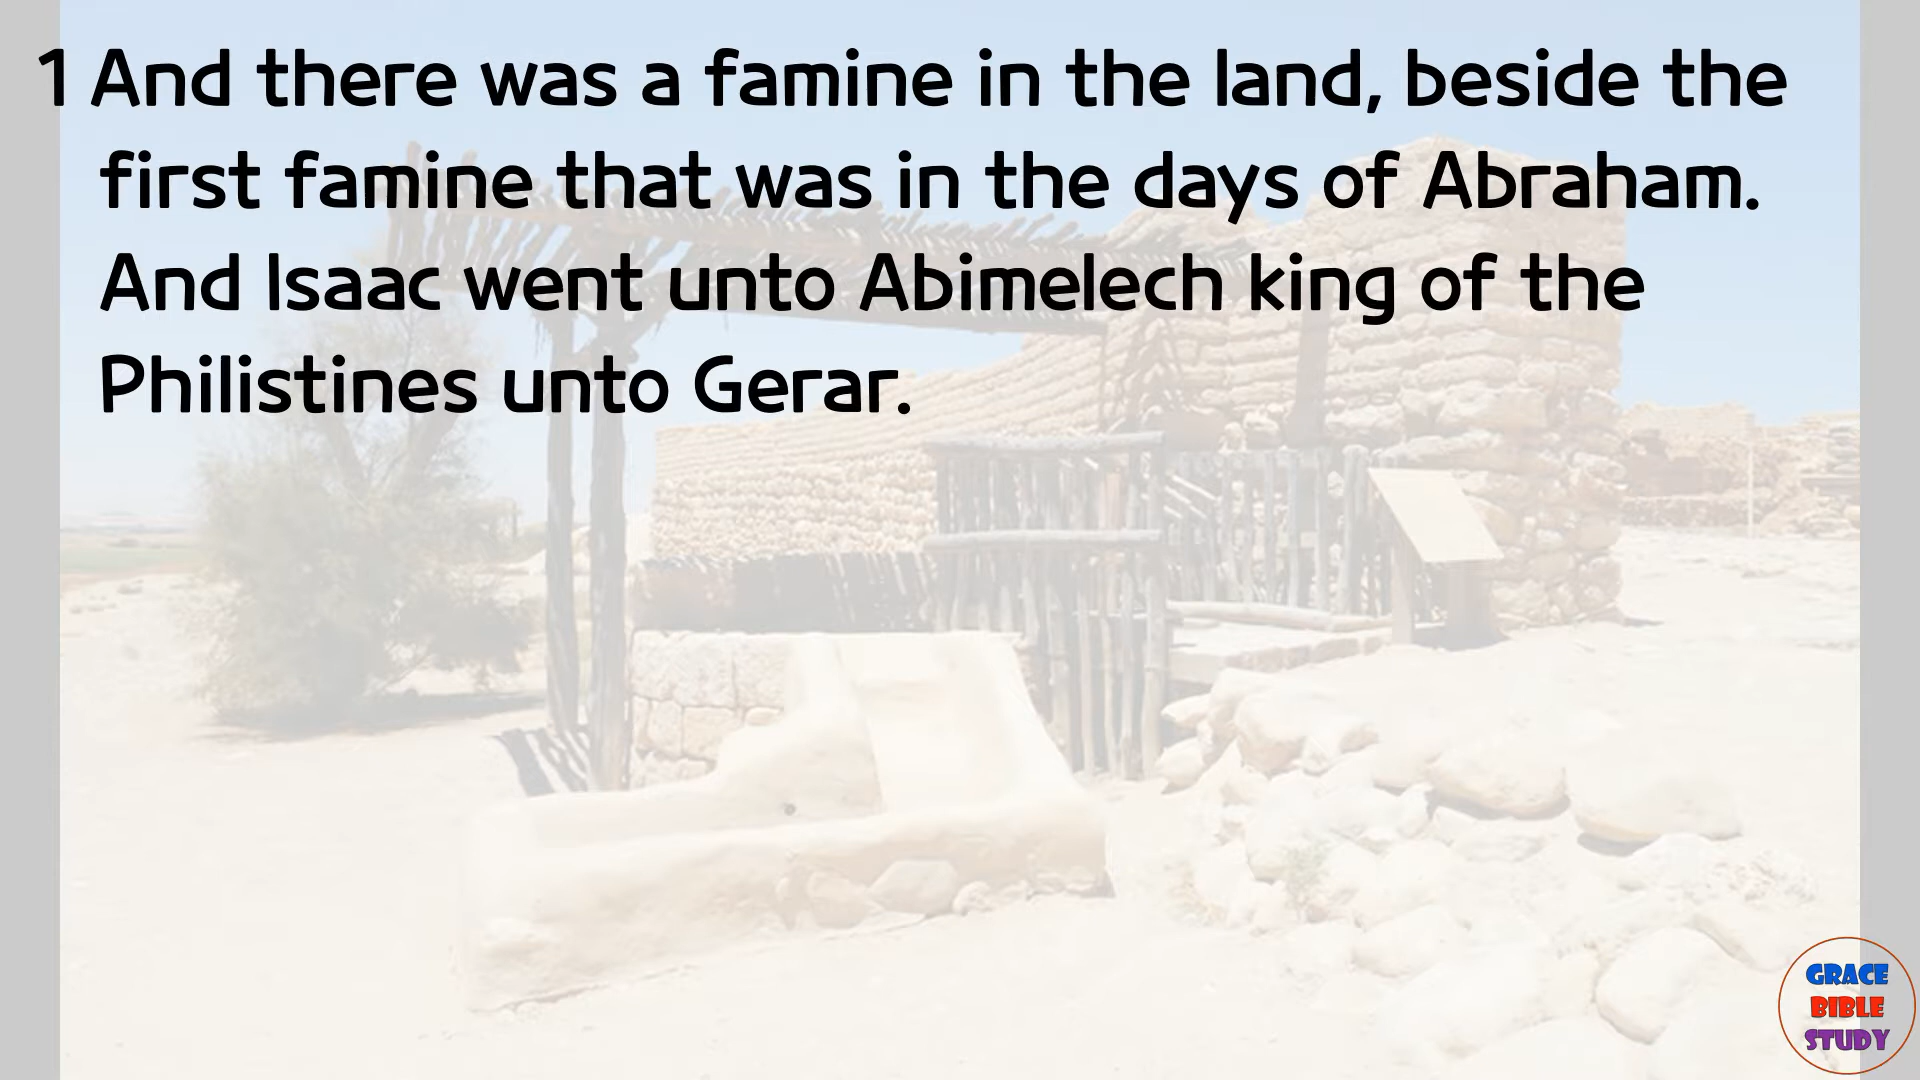 1 And there was a famine in the land, beside the
first famine that was in the days of Abraham.
And Isaac went unto Abimelech king of the
Philistines unto Gerar.
GRACE
BIBLE
STUDY